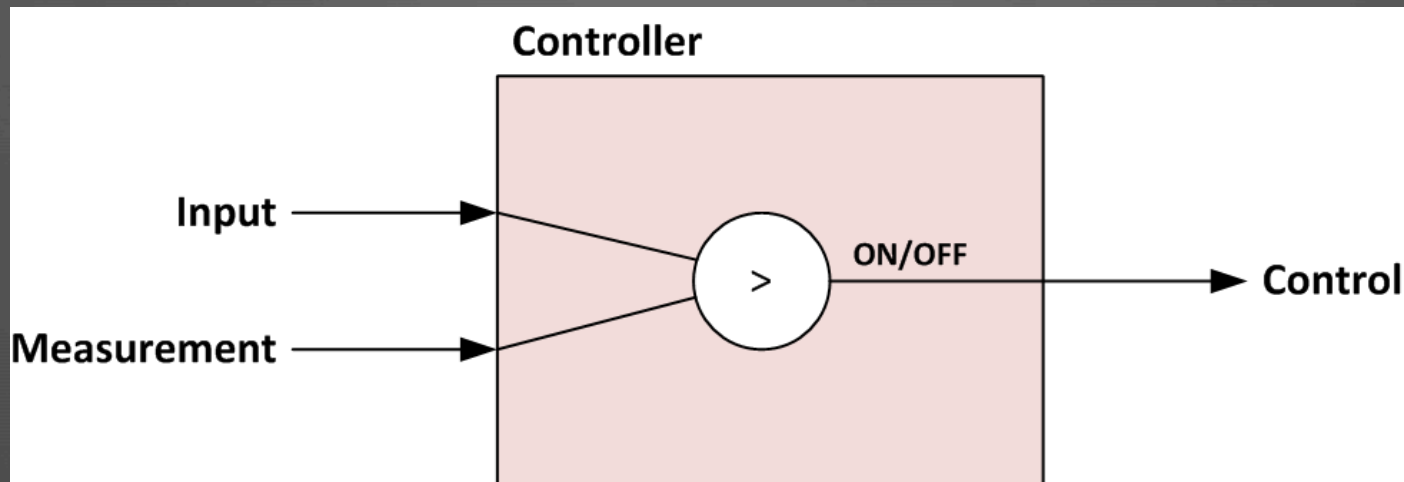 Controller
Input
ON/OFF
>
Control
Measurement